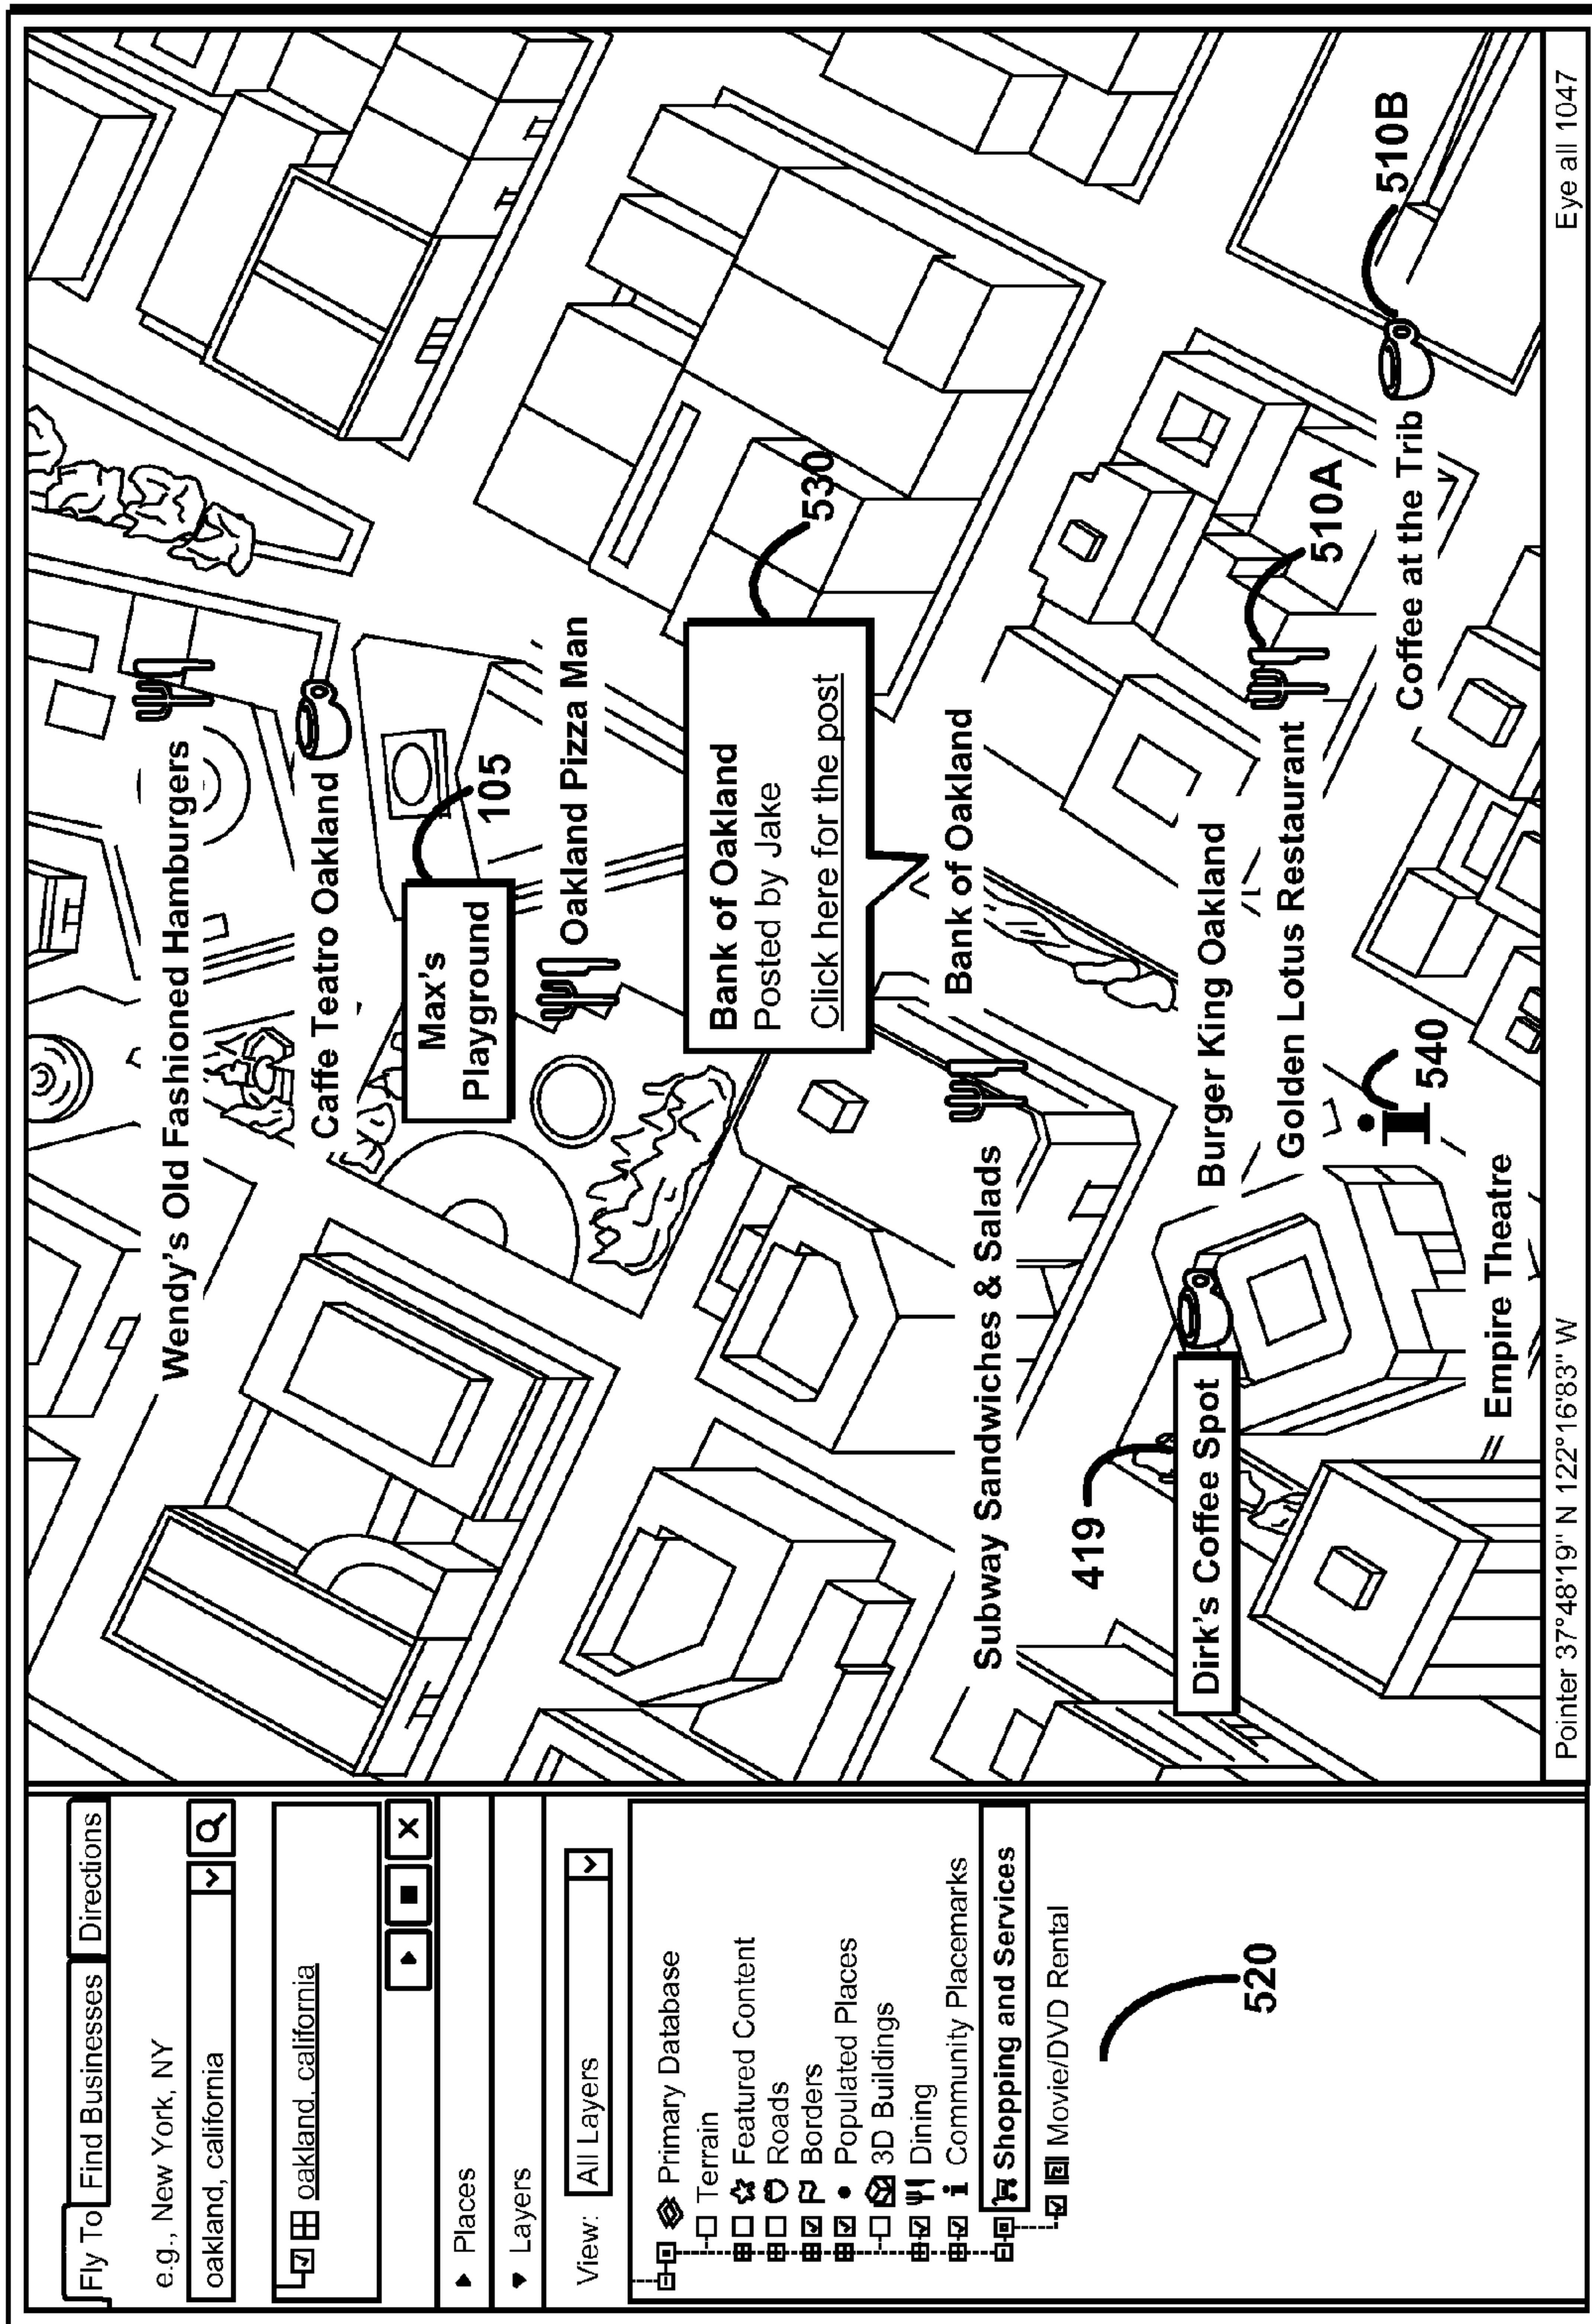 Fly To
Find Businesses
Directions
e.g., New York, NY
oakland, california
oakland, california
Places
Layers
View:
All Layers
Primary Database
Terrain
Featured Content
Roads
Borders
Populated Places
3D Buildings
Dining
i Community Placemarks
Shopping and Services
Movie/DVD Rental
520
Wendy's Old Fashioned Hamburgers
Caffe Teatro Oakland
Max's
Playground
105
Oakland Pizza Man
530
Bank of Oakland
Posted by Jake
Click here for the post
Bank of Oakland
Subway Sandwiches & Salads
419
Dirk's Coffee Spot
Burger King Oakland
Golden Lotus Restaurant
510A
i
540
Coffee at the Trib
510B
Empire Theatre
Pointer 37°48'19" N 122°16'83" W
Eye all 1047